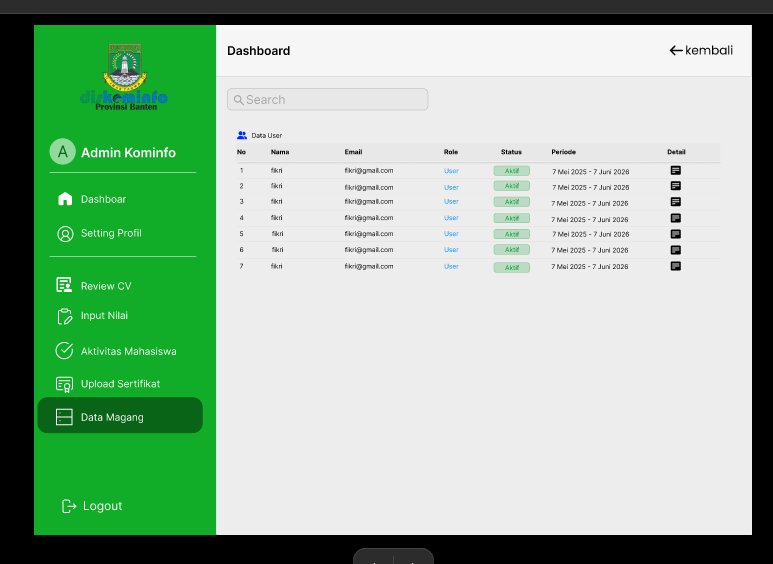 diskominfo
Provinsi Banten
A Admin Kominfo
Dashboar
Setting Profil
Review CV
Input Nilai
Aktivitas Mahasiswa
Upload Sertifikat
Data Magang
Logout
Dashboard
kembali
Search
Data User
No Nama Email Role Status Periode Detail
1 fikri fikri@gmail.com User Aktif 7 Mei 2025 - 7 Juni 2026
2 fikri fikri@gmail.com User Aktif 7 Mei 2025 - 7 Juni 2026
3 fikri fikri@gmail.com User Aktif 7 Mei 2025 - 7 Juni 2026
4 fikri fikri@gmail.com User Aktif 7 Mei 2025 - 7 Juni 2026
5 fikri fikri@gmail.com User Aktif 7 Mei 2025 - 7 Juni 2026
6 fikri fikri@gmail.com User Aktif 7 Mei 2025 - 7 Juni 2026
7 fikri fikri@gmail.com User Aktif 7 Mei 2025 - 7 Juni 2026